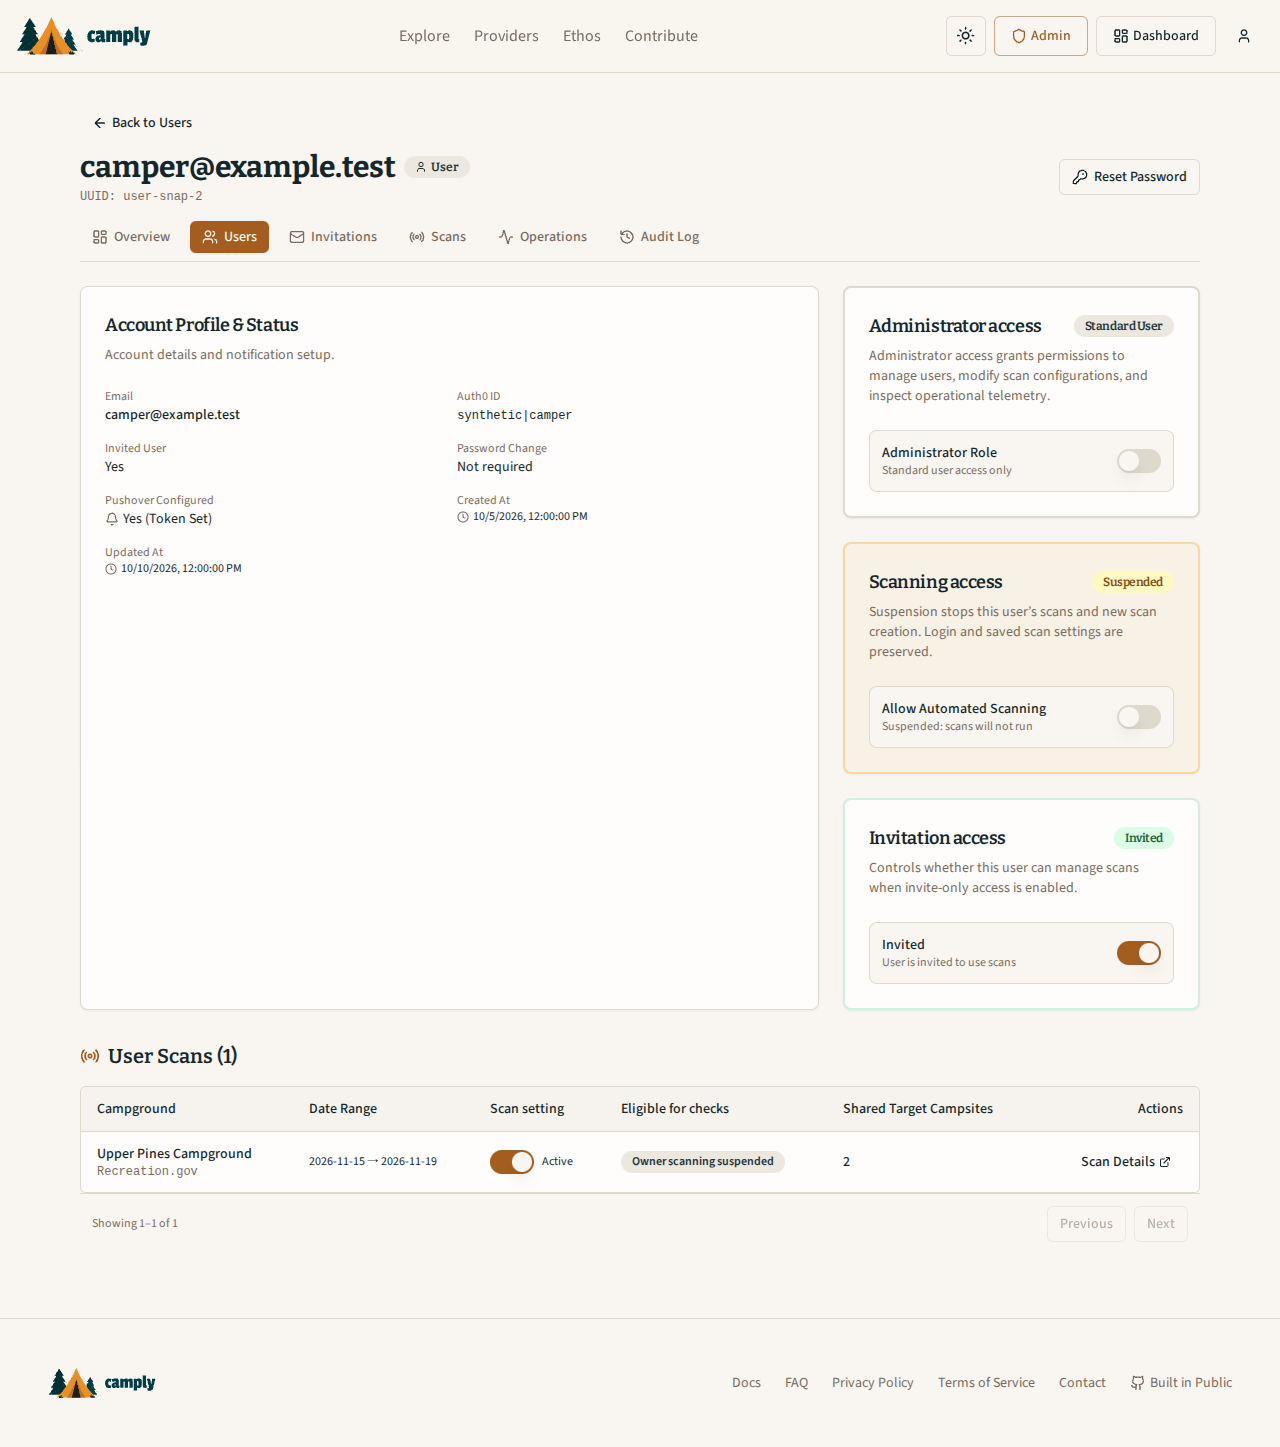 camply
Explore
Providers
Ethos
Contribute
Admin
Dashboard
Back to Users
camper@example.test
User
UUID: user-snap-2
Reset Password
Overview
Users
Invitations
Scans
Operations
Audit Log
Account Profile & Status
Account details and notification setup.
Email
camper@example.test
Auth0 ID
synthetic|camper
Invited User
Yes
Password Change
Not required
Pushover Configured
Yes (Token Set)
Created At
10/5/2026, 12:00:00 PM
Updated At
10/10/2026, 12:00:00 PM
Administrator access
Standard User
Administrator access grants permissions to
manage users, modify scan configurations, and
inspect operational telemetry.
Administrator Role
Standard user access only
Scanning access
Suspended
Suspension stops this user's scans and new scan
creation. Login and saved scan settings are
preserved.
Allow Automated Scanning
Suspended: scans will not run
Invitation access
Invited
Controls whether this user can manage scans
when invite-only access is enabled.
Invited
User is invited to use scans
User Scans (1)
Campground
Date Range
Scan setting
Eligible for checks
Shared Target Campsites
Actions
Upper Pines Campground
Recreation.gov
2026-11-15 → 2026-11-19
Active
Owner scanning suspended
2
Scan Details
Showing 1–1 of 1
Previous
Next
camply
Docs
FAQ
Privacy Policy
Terms of Service
Contact
Built in Public